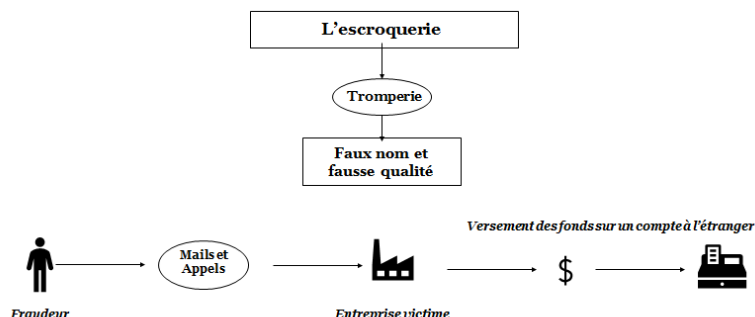 L'escroquerie
Tromperie
Faux nom et
fausse qualité
Versement des fonds sur un compte à l'étranger
Mails et
Appels
$
Fraudeur
Entreprise victime